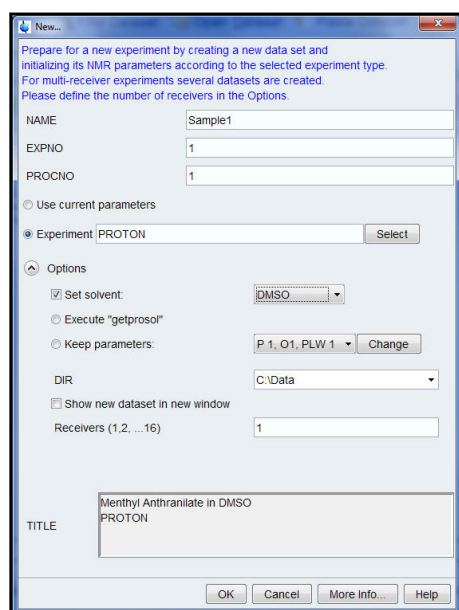 New...
Prepare for a new experiment by creating a new data set and
initializing its NMR parameters according to the selected experiment type.
For multi-receiver experiments several datasets are created.
Please define the number of receivers in the Options.
NAME Sample1
EXPNO 1
PROCNO 1
Use current parameters
Experiment PROTON Select
Options
Set solvent: DMSO
Execute "getprosol"
Keep parameters: P 1, O1, PLW 1 Change
DIR C:\Data
Show new dataset in new window
Receivers (1,2, ...16) 1
TITLE
Menthyl Anthranilate in DMSO
PROTON
OK Cancel More Info... Help